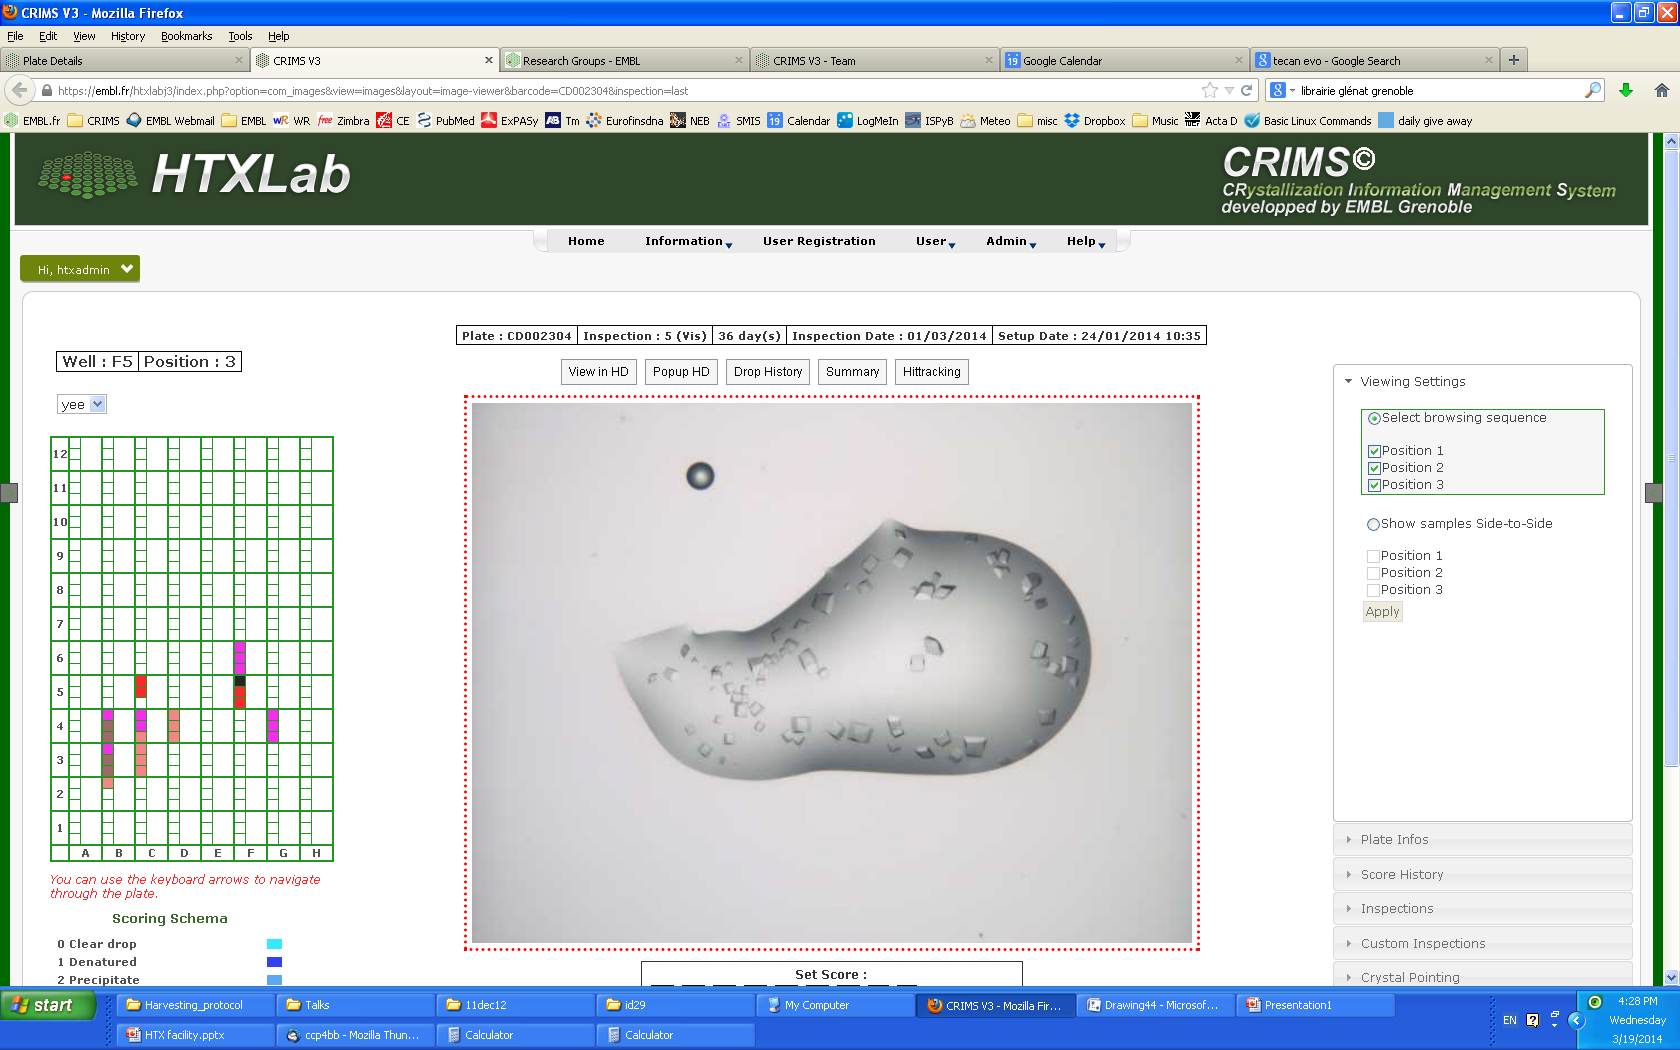 CRIMS V3 - Mozilla Firefox
File Edit View History Bookmarks Tools Help
Plate Details
CRIMS V3
Research Groups - EMBL
CRIMS V3 - Team
Google Calendar
tecan evo - Google Search
https://embl.fr/htxlabj3/index.php?option=com_images&view=images&layout=image-viewer&barcode=CD002304&inspection=last
librairie glénat grenoble
EMBL.fr CRIMS EMBL Webmail EMBL WR Zimbra CE PubMed ExPASy Tm Eurofinsdna NEB SMIS Calendar LogMeIn ISPyB Meteo misc Dropbox Music Acta D Basic Linux Commands daily give away
HTXLab
CRIMS©
CRystallization Information Management System
developped by EMBL Grenoble
Home Information User Registration User Admin Help
Hi, htxadmin
Plate : CD002304 Inspection : 5 (Vis) 36 day(s) Inspection Date : 01/03/2014 Setup Date : 24/01/2014 10:35
Well : F5 Position : 3
View in HD Popup HD Drop History Summary Hittracking
yee
12
11
10
9
8
7
6
5
4
3
2
1
A B C D E F G H
You can use the keyboard arrows to navigate
through the plate.
Scoring Schema
0 Clear drop
1 Denatured
2 Precipitate
Set Score :
Viewing Settings
Select browsing sequence
Position 1
Position 2
Position 3
Show samples Side-to-Side
Position 1
Position 2
Position 3
Apply
Plate Infos
Score History
Inspections
Custom Inspections
Crystal Pointing
start
Harvesting_protocol
Talks
11dec12
id29
My Computer
CRIMS V3 - Mozilla Fir...
Drawing44 - Microsof...
Presentation1
HTX facility.pptx
ccp4bb - Mozilla Thun...
Calculator
Calculator
EN
4:28 PM
Wednesday
3/19/2014